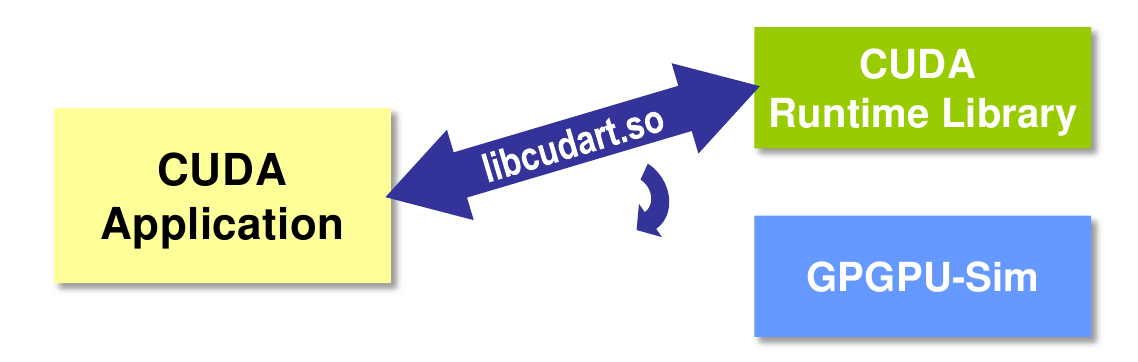 CUDA
Application
libcudart.so
CUDA
Runtime Library
GPGPU-Sim